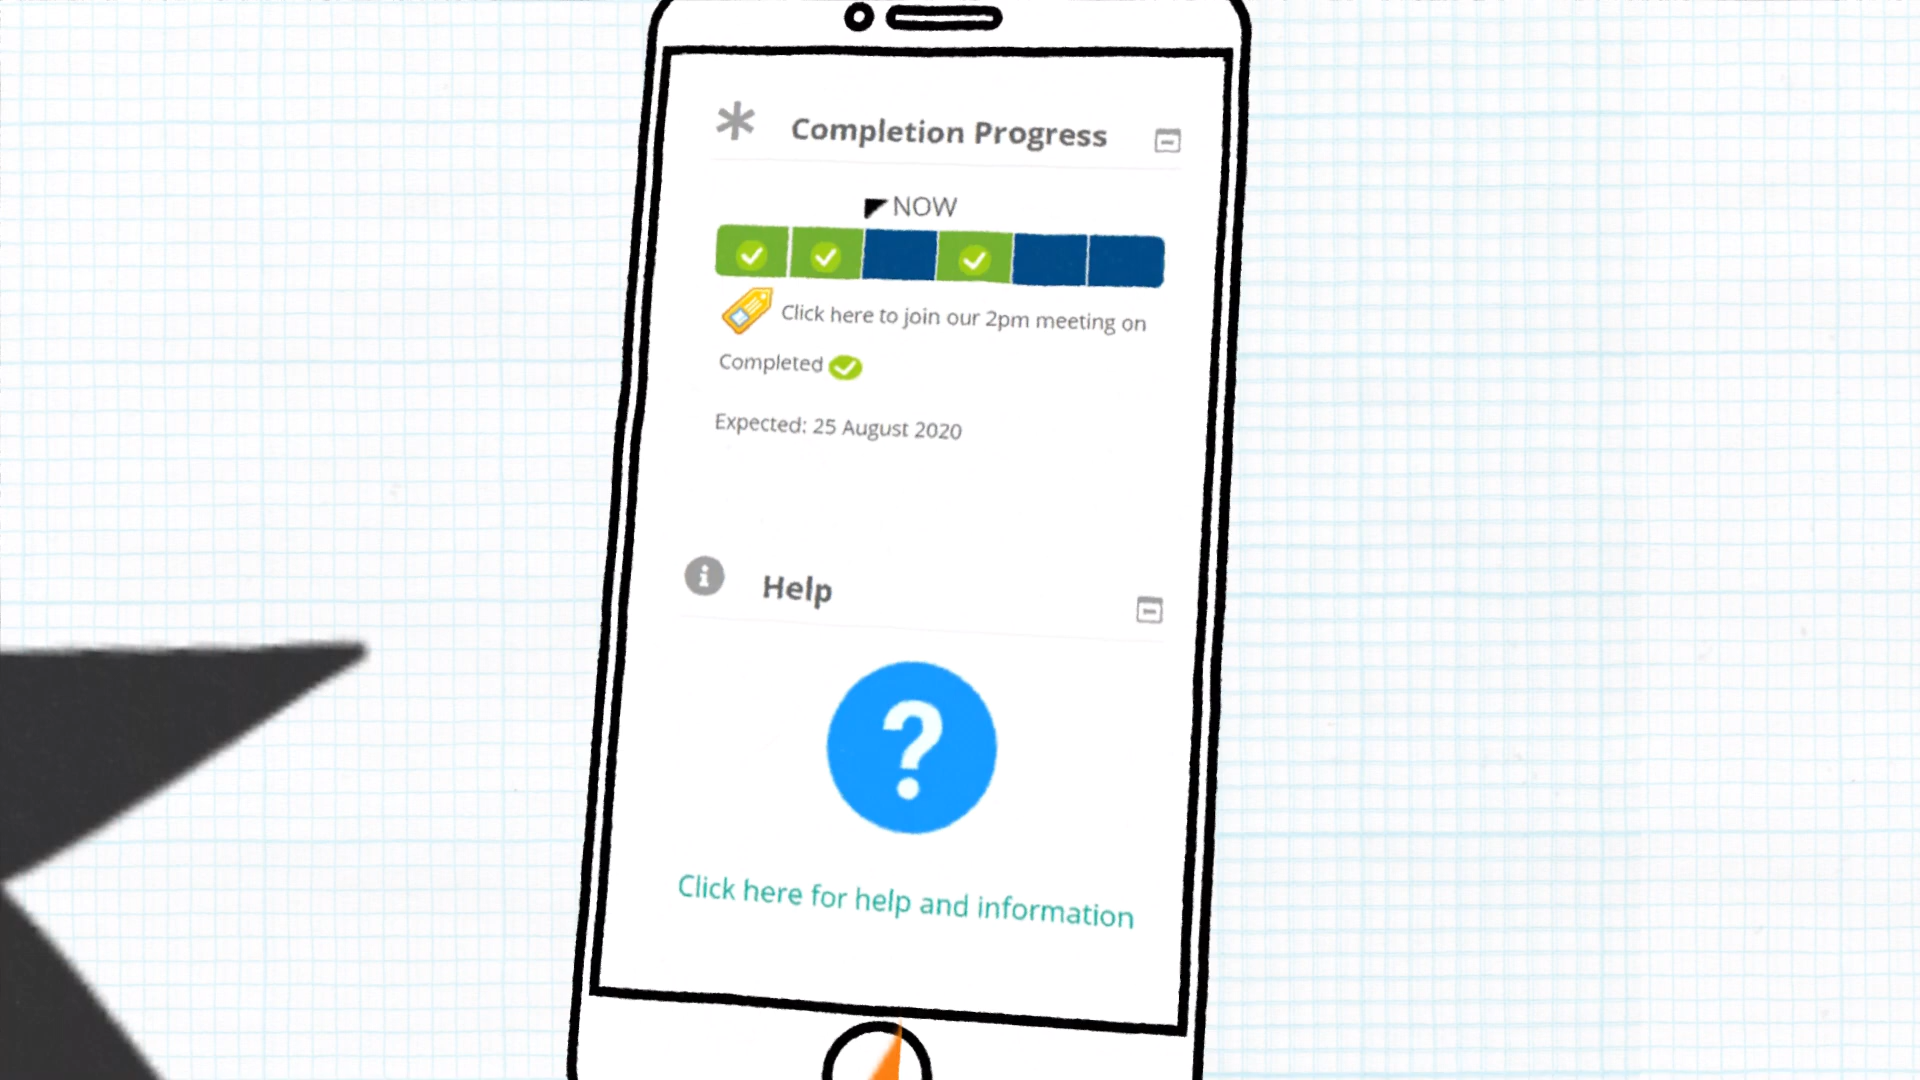 Completion Progress
NOW
Click here to join our 2pm meeting on
Completed
Expected: 25 August 2020
Help
?
Click here for help and information